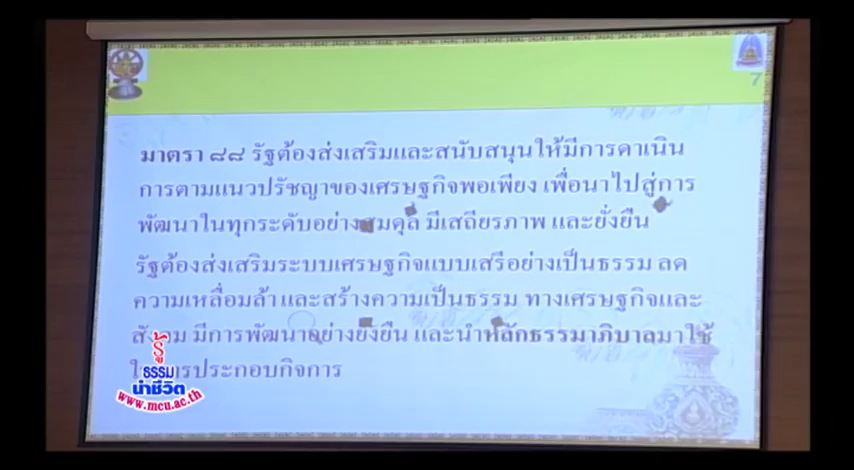 7
มาตรา ๘๘ รัฐต้องส่งเสริมและสนับสนุนให้มีการดาเนิน
การตามแนวปรัชญาของเศรษฐกิจพอเพียง เพื่อนาไปสู่การ
พัฒนาในทุกระดับอย่างสมดุล มีเสถียรภาพ และยั่งยืน
รัฐต้องส่งเสริมระบบเศรษฐกิจแบบเสรีอย่างเป็นธรรม ลด
ความเหลื่อมล้า และสร้างความเป็นธรรม ทางเศรษฐกิจและ
สังคม มีการพัฒนาอย่างยั่งยืน และนำหลักธรรมาภิบาลมาใช้
ในการประกอบกิจการ
รู้
ธรรม
นำชีวิต
www.mcu.ac.th